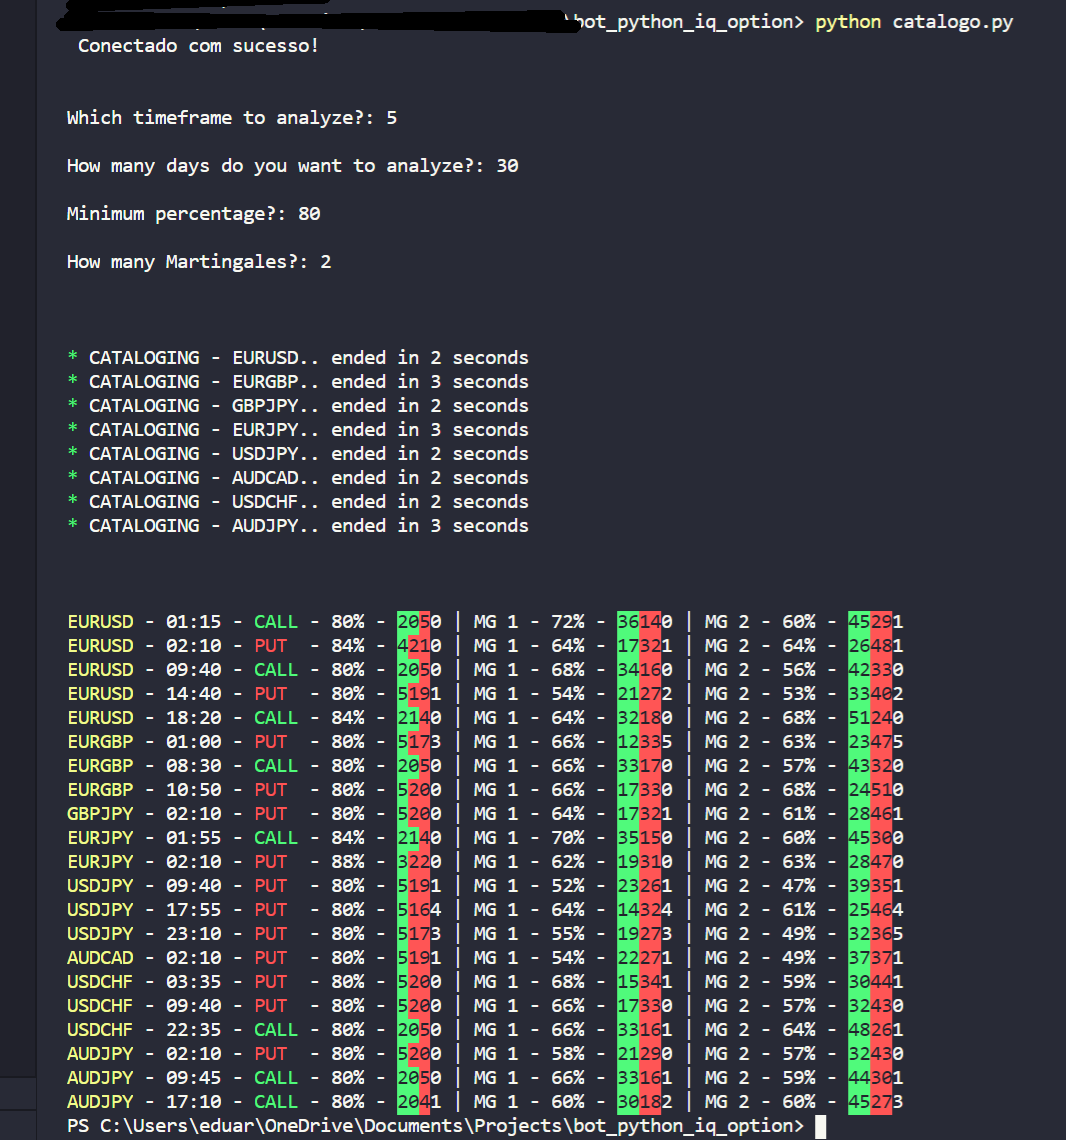 \bot_python_iq_option> python catalogo.py
Conectado com sucesso!
Which timeframe to analyze?: 5
How many days do you want to analyze?: 30
Minimum percentage?: 80
How many Martingales?: 2
* CATALOGING - EURUSD.. ended in 2 seconds
* CATALOGING - EURGBP.. ended in 3 seconds
* CATALOGING - GBPJPY.. ended in 2 seconds
* CATALOGING - EURJPY.. ended in 3 seconds
* CATALOGING - USDJPY.. ended in 2 seconds
* CATALOGING - AUDCAD.. ended in 2 seconds
* CATALOGING - USDCHF.. ended in 2 seconds
* CATALOGING - AUDJPY.. ended in 3 seconds
EURUSD - 01:15 - CALL - 80% - 2050 | MG 1 - 72% - 36140 | MG 2 - 60% - 45291
EURUSD - 02:10 - PUT  - 84% - 4210 | MG 1 - 64% - 17321 | MG 2 - 64% - 26481
EURUSD - 09:40 - CALL - 80% - 2050 | MG 1 - 68% - 34160 | MG 2 - 56% - 42330
EURUSD - 14:40 - PUT  - 80% - 5191 | MG 1 - 54% - 21272 | MG 2 - 53% - 33402
EURUSD - 18:20 - CALL - 84% - 2140 | MG 1 - 64% - 32180 | MG 2 - 68% - 51240
EURGBP - 01:00 - PUT  - 80% - 5173 | MG 1 - 66% - 12335 | MG 2 - 63% - 23475
EURGBP - 08:30 - CALL - 80% - 2050 | MG 1 - 66% - 33170 | MG 2 - 57% - 43320
EURGBP - 10:50 - PUT  - 80% - 5200 | MG 1 - 66% - 17330 | MG 2 - 68% - 24510
GBPJPY - 02:10 - PUT  - 80% - 5200 | MG 1 - 64% - 17321 | MG 2 - 61% - 28461
EURJPY - 01:55 - CALL - 84% - 2140 | MG 1 - 70% - 35150 | MG 2 - 60% - 45300
EURJPY - 02:10 - PUT  - 88% - 3220 | MG 1 - 62% - 19310 | MG 2 - 63% - 28470
USDJPY - 09:40 - PUT  - 80% - 5191 | MG 1 - 52% - 23261 | MG 2 - 47% - 39351
USDJPY - 17:55 - PUT  - 80% - 5164 | MG 1 - 64% - 14324 | MG 2 - 61% - 25464
USDJPY - 23:10 - PUT  - 80% - 5173 | MG 1 - 55% - 19273 | MG 2 - 49% - 32365
AUDCAD - 02:10 - PUT  - 80% - 5191 | MG 1 - 54% - 22271 | MG 2 - 49% - 37371
USDCHF - 03:35 - PUT  - 80% - 5200 | MG 1 - 68% - 15341 | MG 2 - 59% - 30441
USDCHF - 09:40 - PUT  - 80% - 5200 | MG 1 - 66% - 17330 | MG 2 - 57% - 32430
USDCHF - 22:35 - CALL - 80% - 2050 | MG 1 - 66% - 33161 | MG 2 - 64% - 48261
AUDJPY - 02:10 - PUT  - 80% - 5200 | MG 1 - 58% - 21290 | MG 2 - 57% - 32430
AUDJPY - 09:45 - CALL - 80% - 2050 | MG 1 - 66% - 33161 | MG 2 - 59% - 44301
AUDJPY - 17:10 - CALL - 80% - 2041 | MG 1 - 60% - 30182 | MG 2 - 60% - 45273
PS C:\Users\eduar\OneDrive\Documents\Projects\bot_python_iq_option>